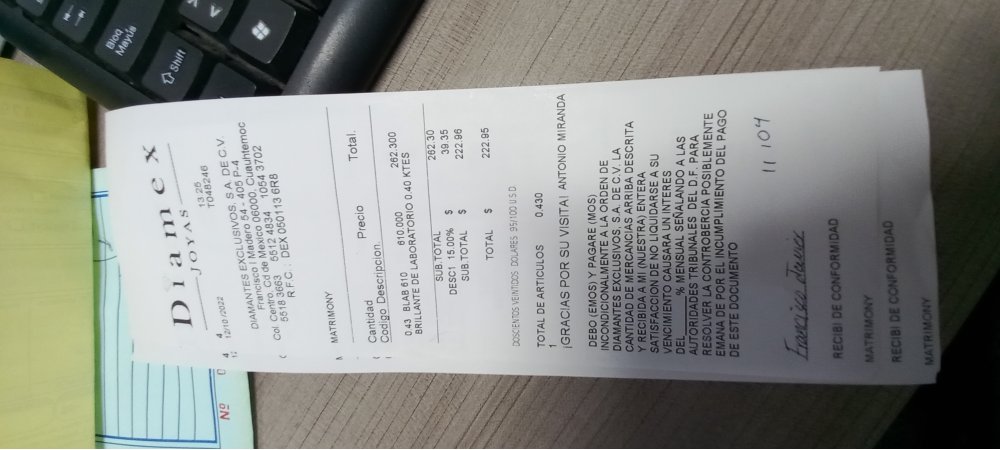 Diamex
JOYAS
4 13:25
12/10/2022 T048246
DIAMANTES EXCLUSIVOS, S.A. DE C.V.
Francisco I Madero 54 - 405 P-4
Col. Centro, Cd de Mexico 06000, Cuauhtemoc
5518 3663 5512 4834 - 1054 3702
R.F.C.: DEX 050113 6R8
MATRIMONY
Cantidad Precio Total.
Codigo Descripcion.
0.43 BLAB 610 610.000 262.300
BRILLANTE DE LABORATORIO 0.40 KTES
SUB.TOTAL 262.30
DESC1 15.00% $ 39.35
SUB.TOTAL $ 222.96
TOTAL $ 222.95
DOSCIENTOS VEINTIDOS DOLARES 95/100 USD
TOTAL DE ARTICULOS 0.430
1
¡GRACIAS POR SU VISITA! ANTONIO MIRANDA
DEBO (EMOS) Y PAGARE (MOS)
INCONDICIONALMENTE A LA ORDEN DE
DIAMANTES EXCLUSIVOS S.A. DE C.V. LA
CANTIDAD DE MERCANCIAS ARRIBA DESCRITA
Y RECIBIDA A MI (NUESTRA) ENTERA
SATISFACCION DE NO LIQUIDARSE A SU
VENCIMIENTO CAUSARA UN INTERES
DEL____% MENSUAL SEÑALANDO A LAS
AUTORIDADES TRIBUNALES DEL D.F. PARA
RESOLVER LA CONTROBERCIA POSIBLEMENTE
EMANA DE POR EL INCUMPLIMIENTO DEL PAGO
DE ESTE DOCUMENTO
11 104
Francisco
RECIBI DE CONFORMIDAD
MATRIMONY
RECIBI DE CONFORMIDAD
MATRIMONY
Nº
Bloq
Mayús
Shift